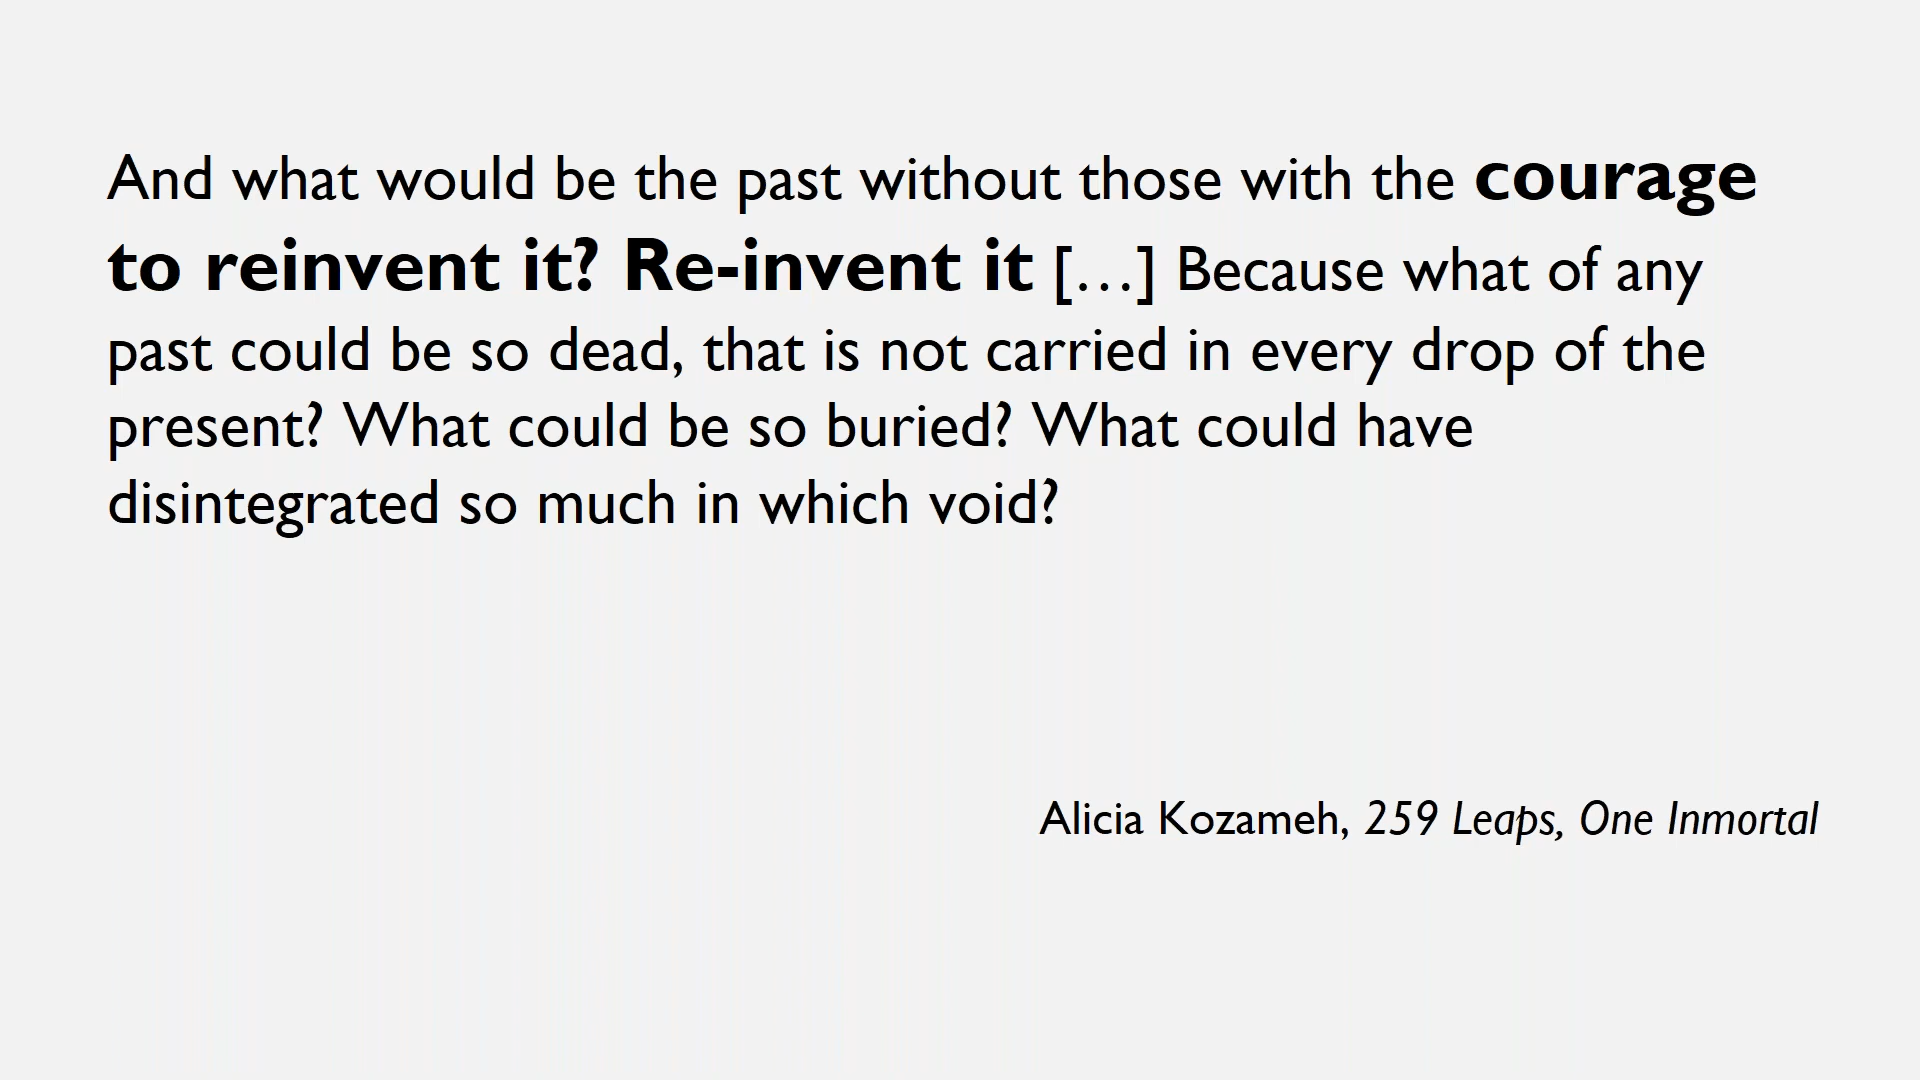 And what would be the past without those with the courage
to reinvent it? Re-invent it […] Because what of any
past could be so dead, that is not carried in every drop of the
present? What could be so buried? What could have
disintegrated so much in which void?
Alicia Kozameh, 259 Leaps, One Inmortal